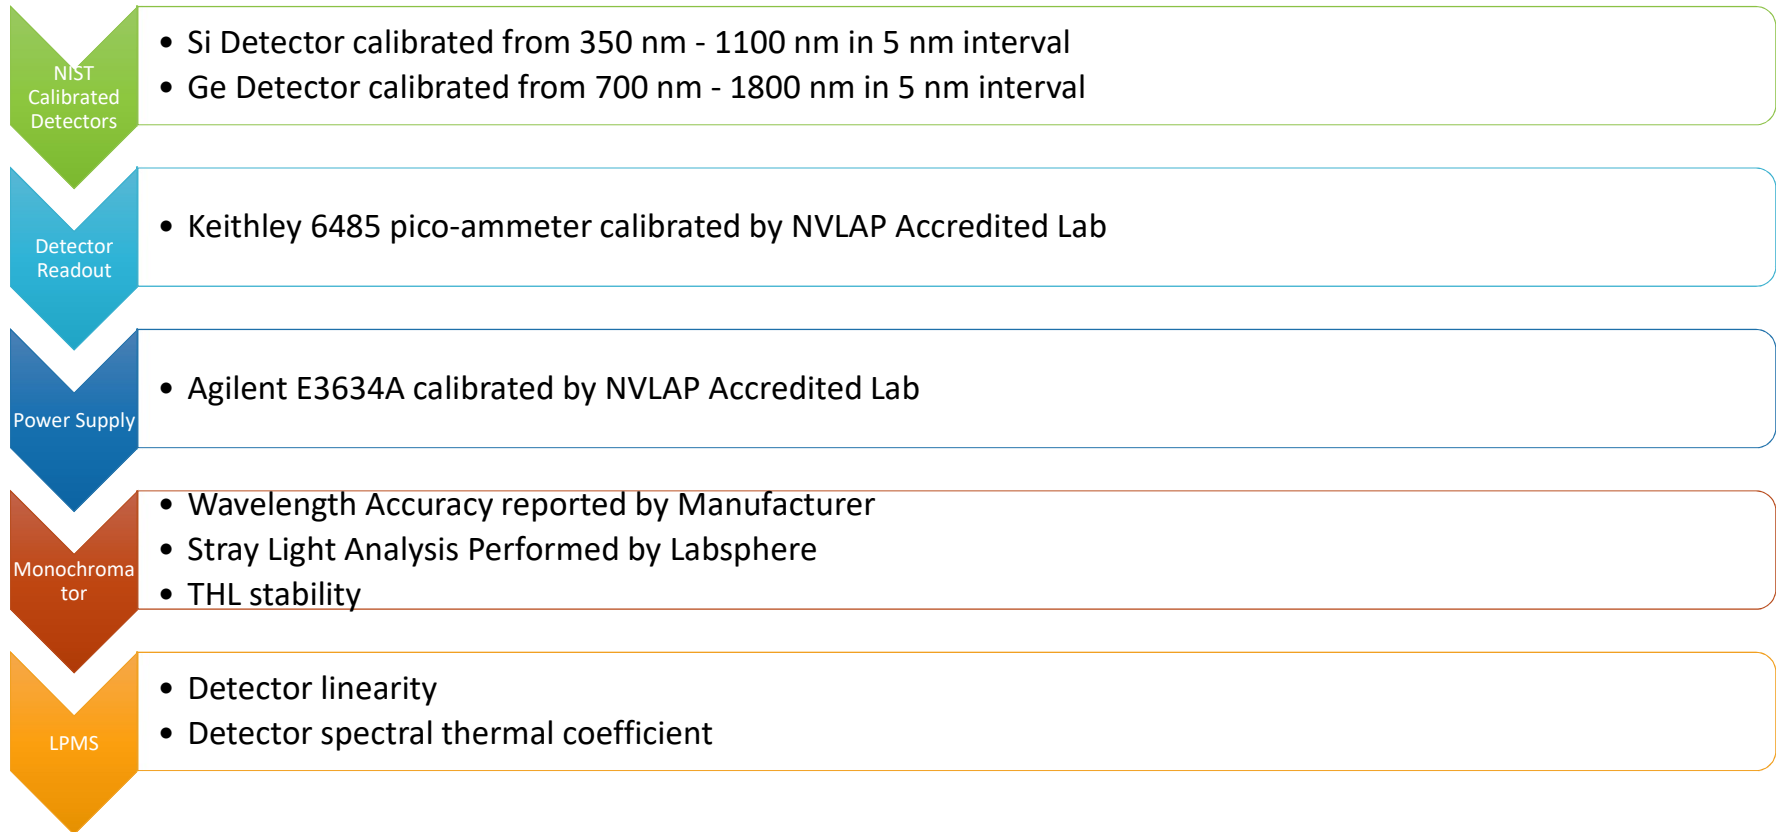 NIST
Calibrated
Detectors
• Si Detector calibrated from 350 nm - 1100 nm in 5 nm interval
• Ge Detector calibrated from 700 nm - 1800 nm in 5 nm interval
Detector
Readout
• Keithley 6485 pico-ammeter calibrated by NVLAP Accredited Lab
Power Supply
• Agilent E3634A calibrated by NVLAP Accredited Lab
Monochroma
tor
• Wavelength Accuracy reported by Manufacturer
• Stray Light Analysis Performed by Labsphere
• THL stability
LPMS
• Detector linearity
• Detector spectral thermal coefficient